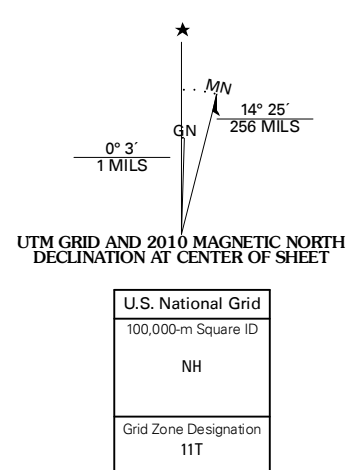 MN
14° 25´
256 MILS
GN
0° 3´
1 MILS
UTM GRID AND 2010 MAGNETIC NORTH
DECLINATION AT CENTER OF SHEET
U.S. National Grid
100,000-m Square ID
NH
Grid Zone Designation
11T